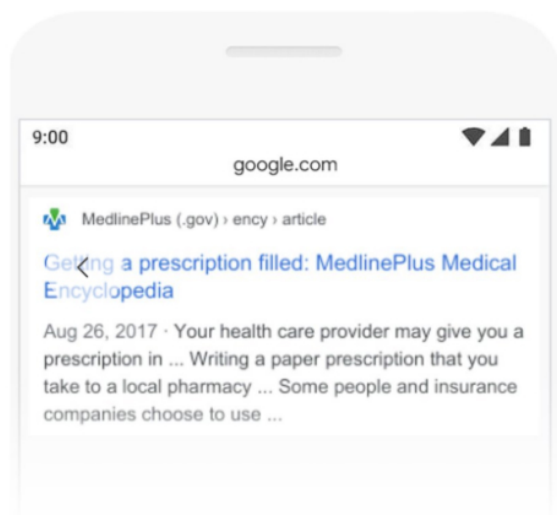 9:00
google.com
MedlinePlus (.gov) › ency › article
Getting a prescription filled: MedlinePlus Medical
Encyclopedia
Aug 26, 2017 · Your health care provider may give you a
prescription in ... Writing a paper prescription that you
take to a local pharmacy ... Some people and insurance
companies choose to use ...